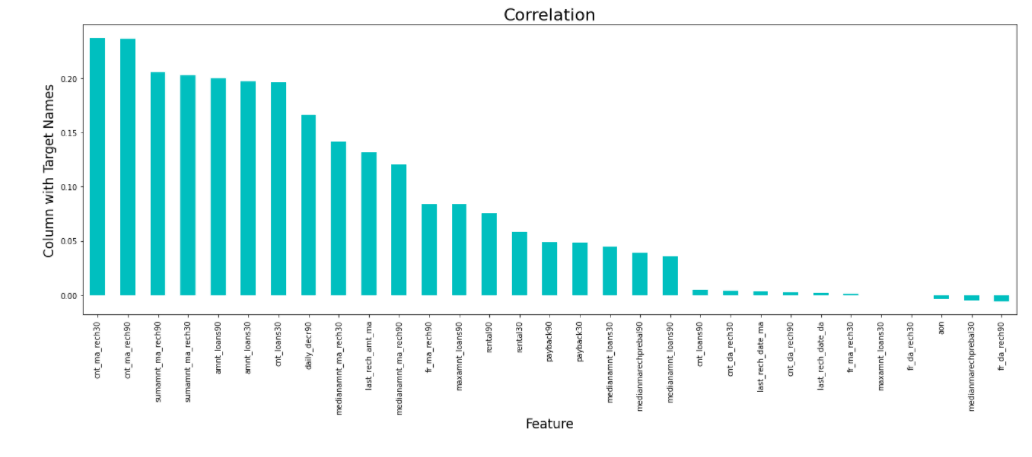 Correlation
Column with Target Names
0.20
0.15
0.10
0.05
0.00
cnt_ma_rech30
cnt_ma_rech90
sumamnt_ma_rech90
sumamnt_ma_rech30
amnt_loans90
amnt_loans30
cnt_loans30
daily_decr90
medianamnt_ma_rech30
last_rech_amt_ma
medianamnt_ma_rech90
fr_ma_rech90
maxamnt_loans90
rental90
rental30
payback90
payback30
medianamnt_loans30
medianmarechprebal90
medianamnt_loans90
cnt_loans90
cnt_da_rech30
last_rech_date_ma
cnt_da_rech90
last_rech_date_da
fr_ma_rech30
maxamnt_loans30
fr_da_rech30
aon
medianmarechprebal30
fr_da_rech90
Feature